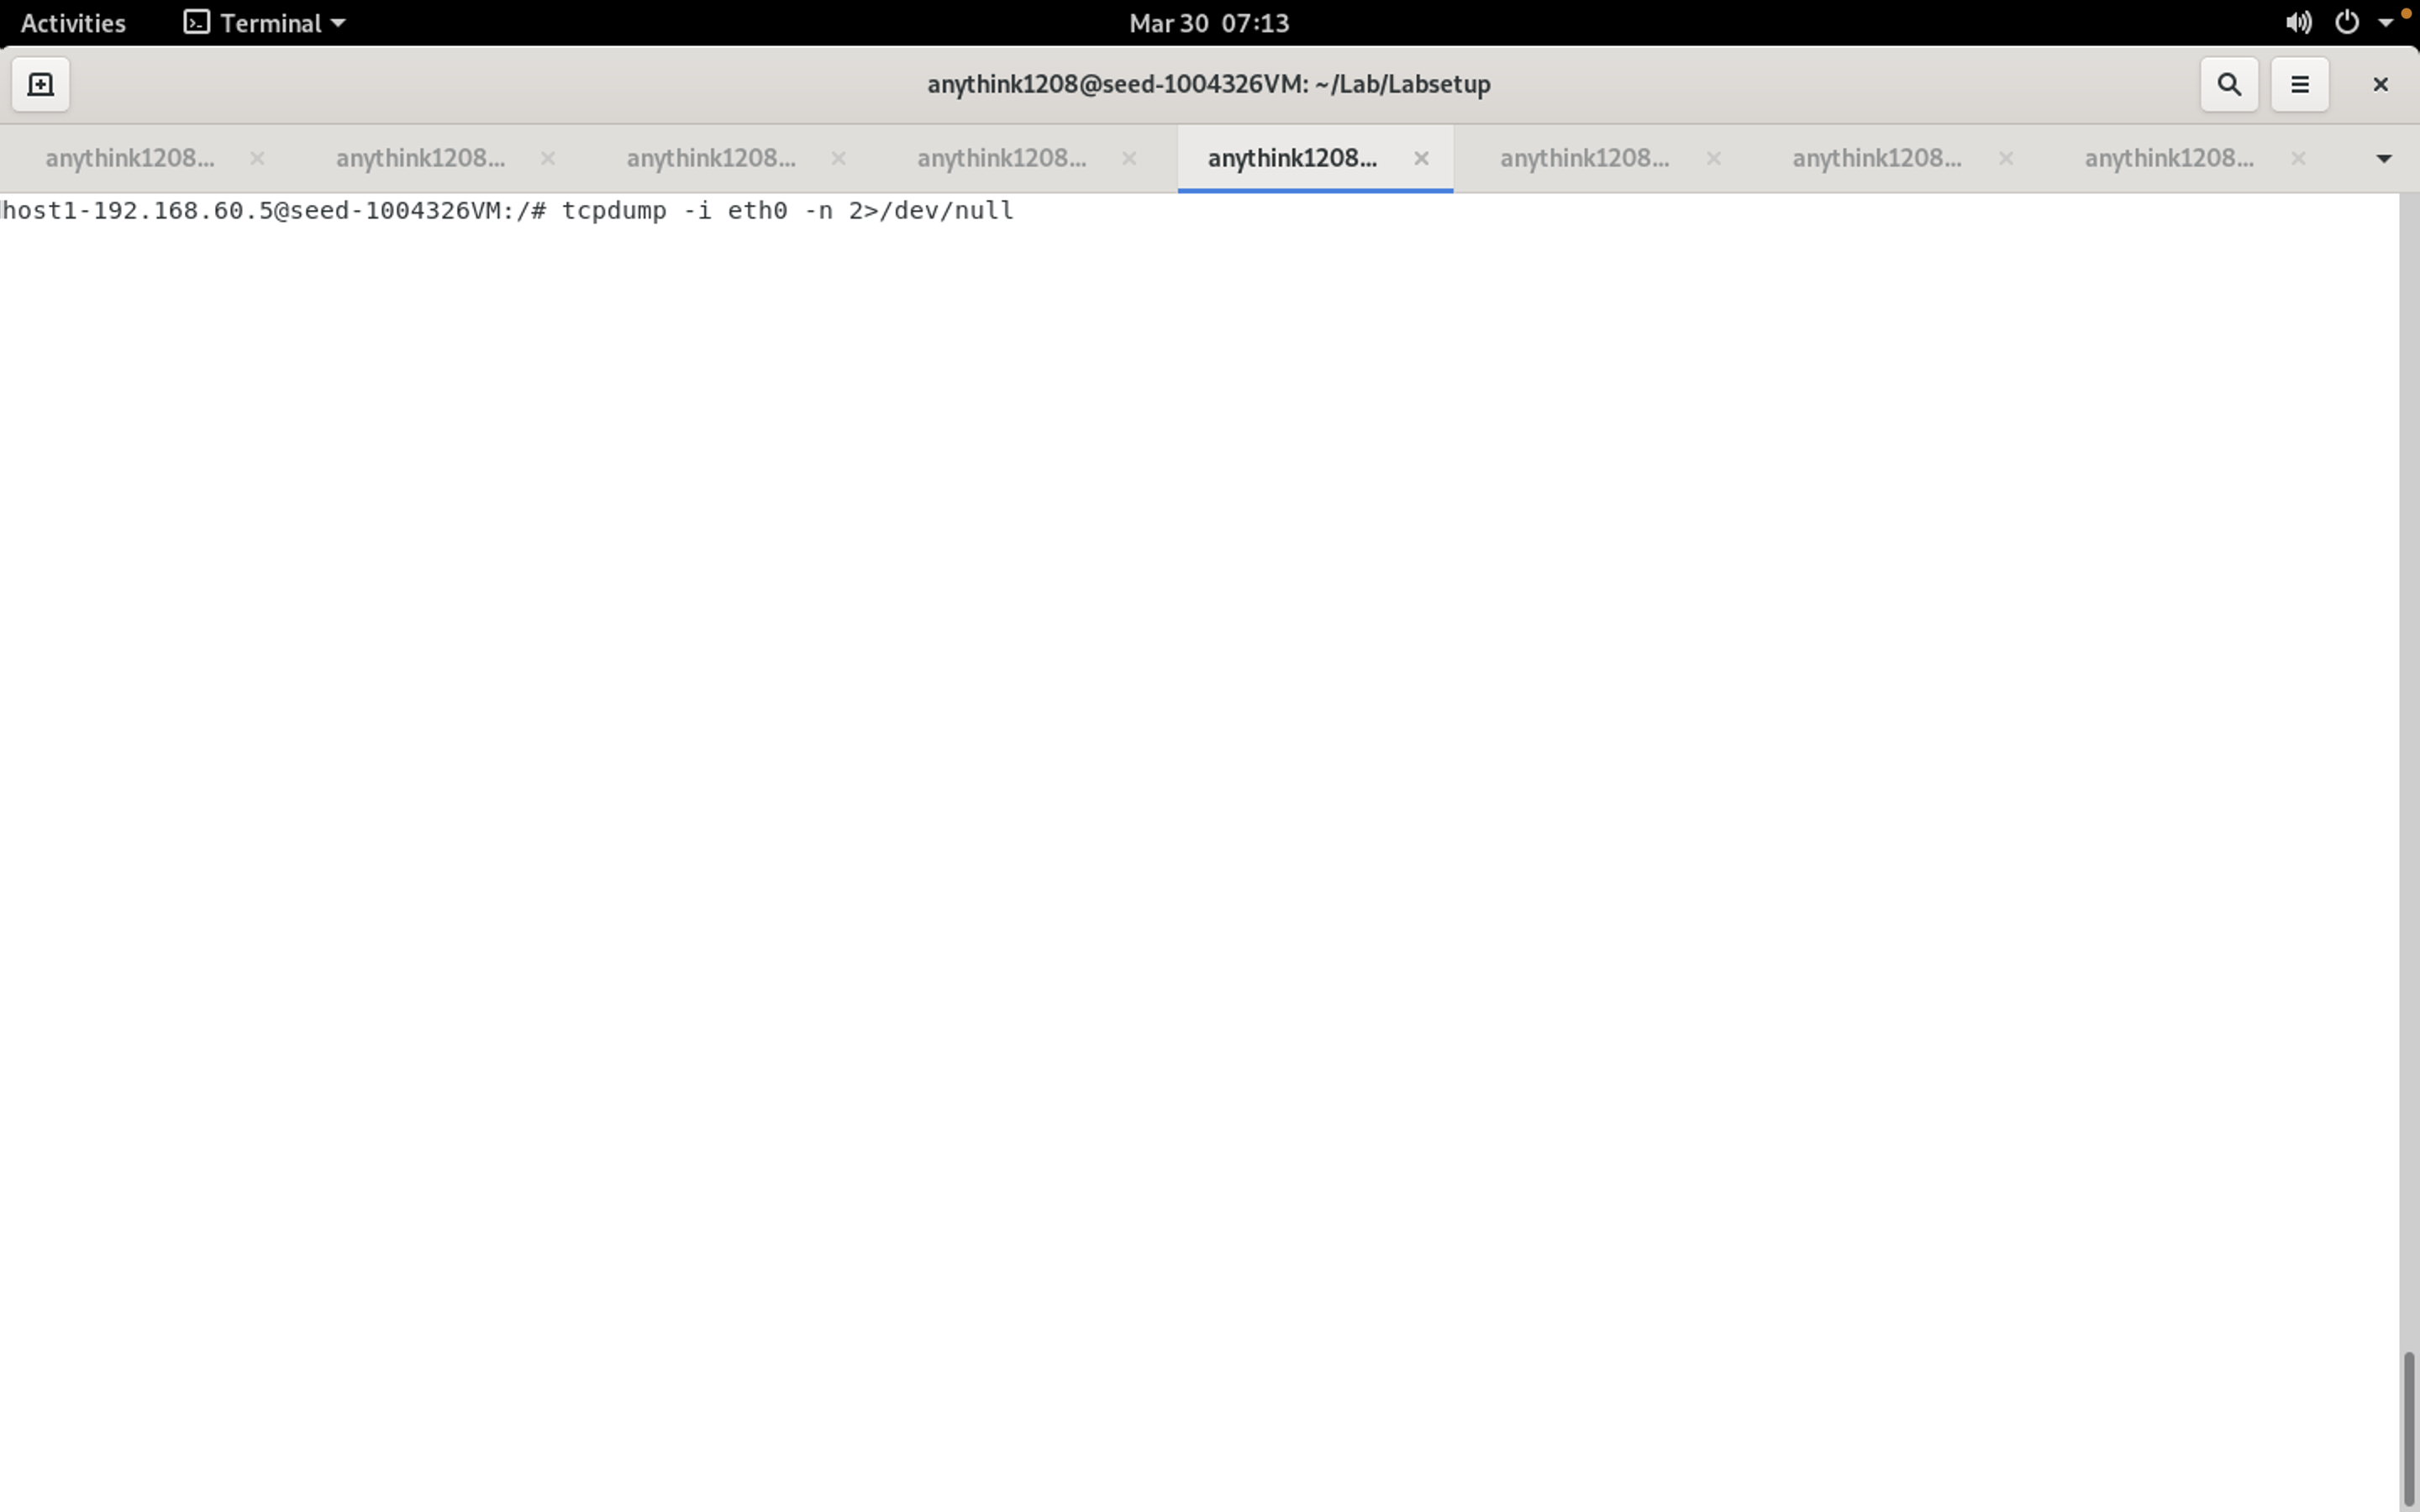 Activities Terminal Mar 30 07:13
anythink1208@seed-1004326VM: ~/Lab/Labsetup
anythink1208... anythink1208... anythink1208... anythink1208... anythink1208... anythink1208... anythink1208... anythink1208...
host1-192.168.60.5@seed-1004326VM:/# tcpdump -i eth0 -n 2>/dev/null